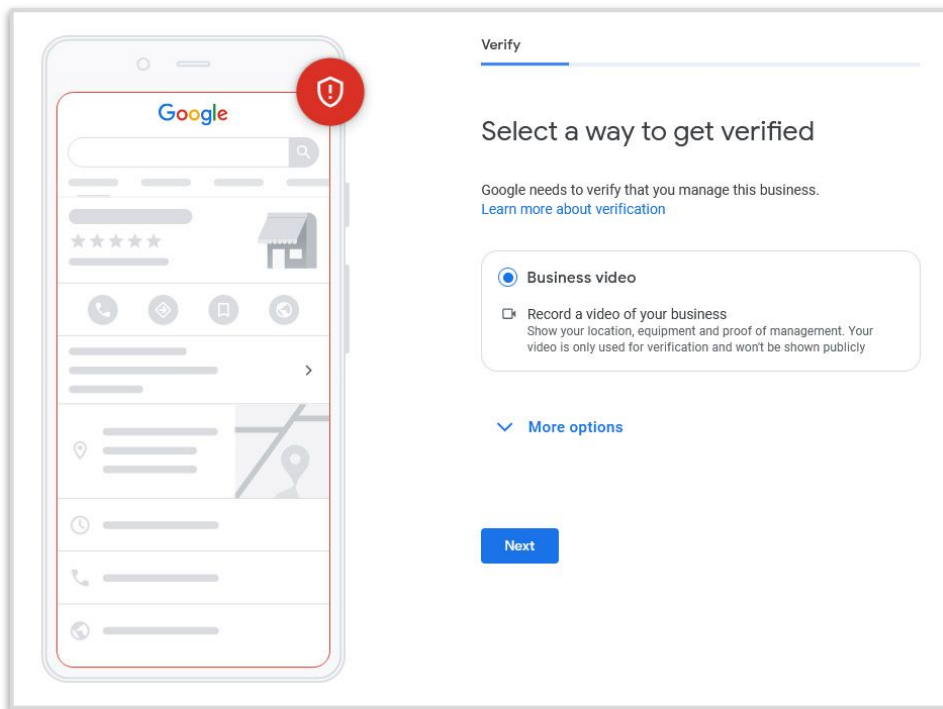 Google
Verify
Select a way to get verified
Google needs to verify that you manage this business.
Learn more about verification
Business video
Record a video of your business
Show your location, equipment and proof of management. Your
video is only used for verification and won't be shown publicly
More options
Next